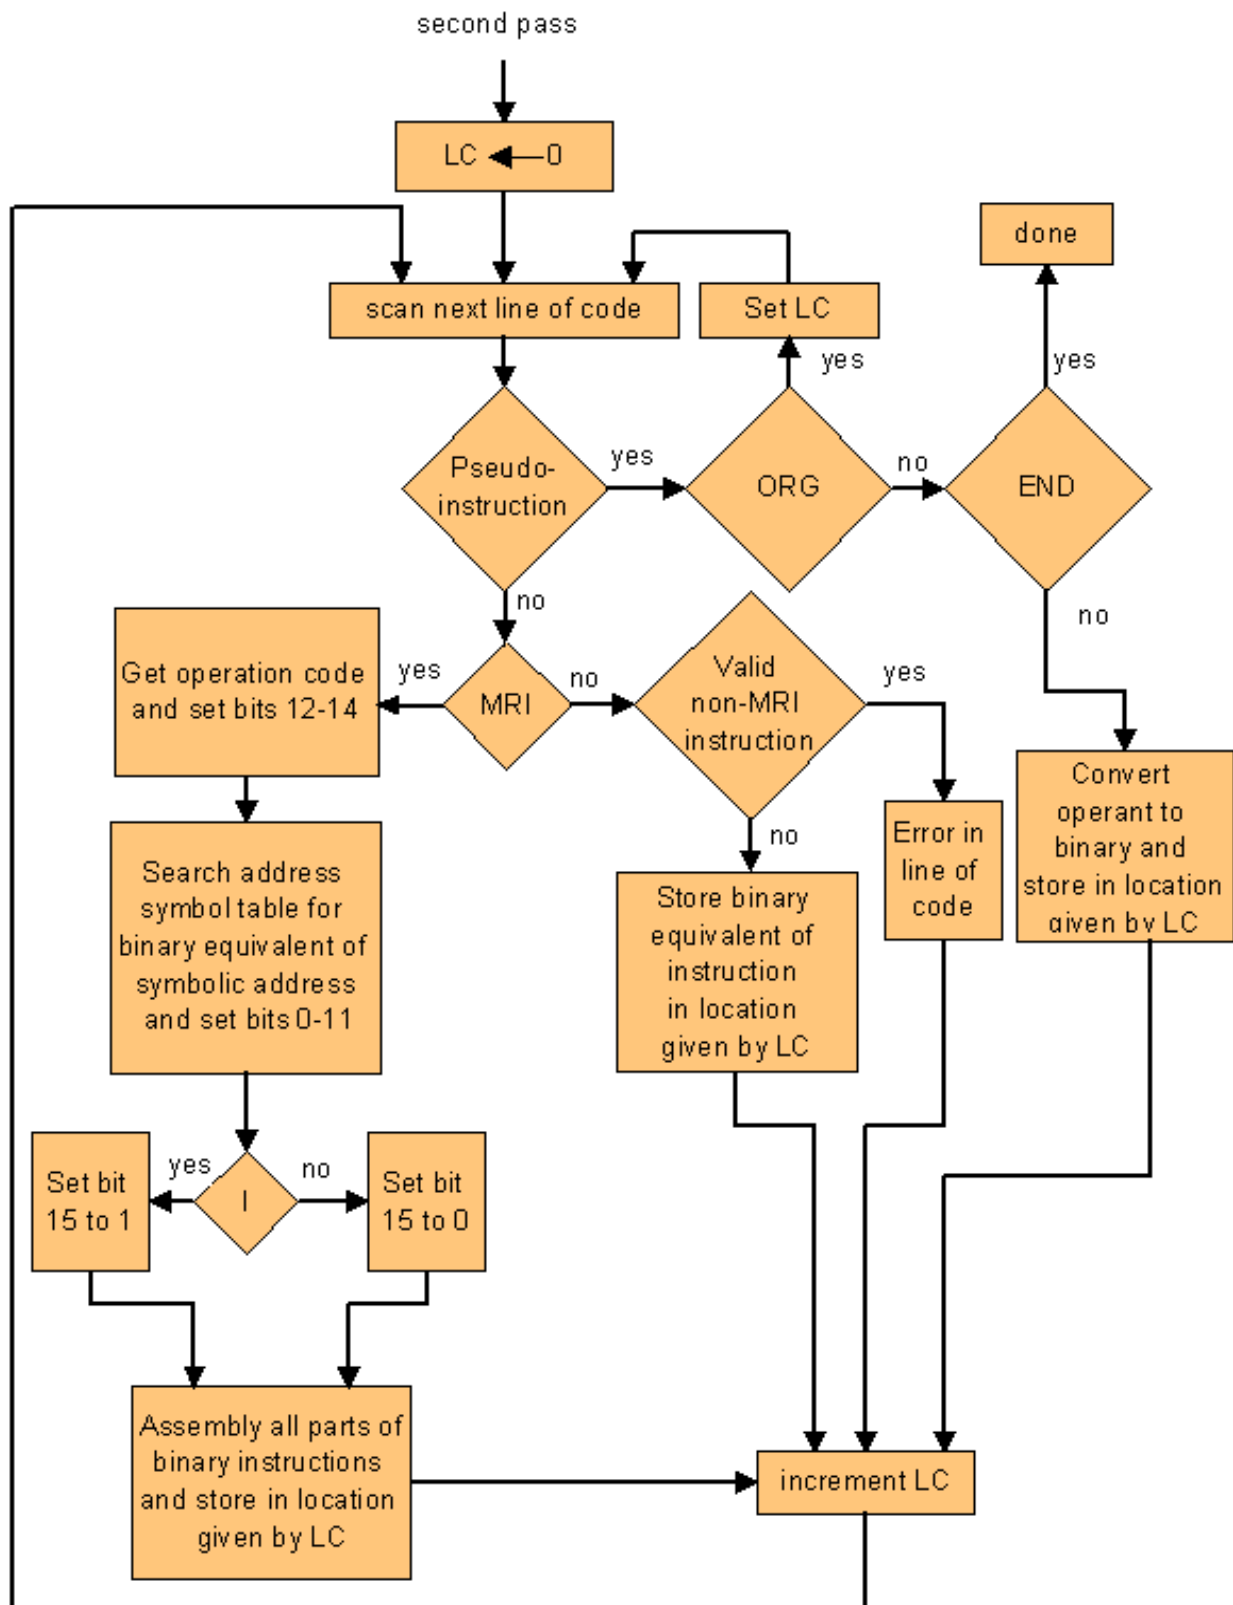 second pass
LC 0
done
scan next line of code
Set LC
yes
yes
Pseudo-
instruction
yes
ORG
no
END
no
no
Get operation code
and set bits 12-14
yes
MRI
no
Valid
non-MRI
instruction
yes
Convert
operant to
binary and
store in location
given by LC
Error in
line of
code
no
Search address
symbol table for
binary equivalent of
symbolic address
and set bits 0-11
Store binary
equivalent of
instruction
in location
given by LC
Set bit
15 to 1
yes
I
no
Set bit
15 to 0
Assembly all parts of
binary instructions
and store in location
given by LC
increment LC